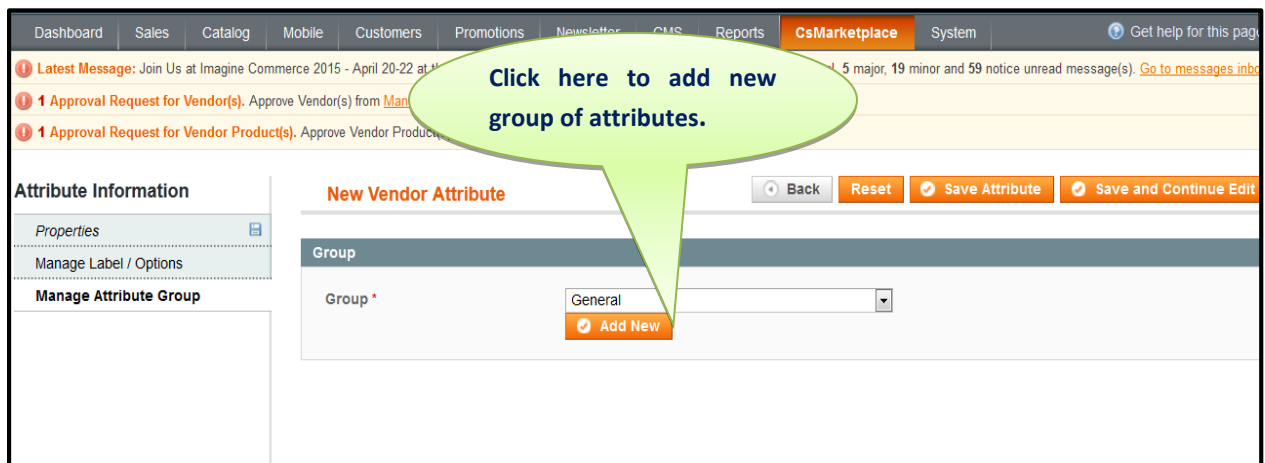 Dashboard Sales Catalog Mobile Customers Promotions Newsletter CMS Reports CsMarketplace System Get help for this page
Latest Message: Join Us at Imagine Commerce 2015 - April 20-22 at 5 major, 19 minor and 59 notice unread message(s). Go to messages inbo
1 Approval Request for Vendor(s). Approve Vendor(s) from
1 Approval Request for Vendor Product(s). Approve Vendor
Click here to add new
group of attributes.
Attribute Information
New Vendor Attribute Back Reset Save Attribute Save and Continue Edit
Properties
Manage Label / Options
Manage Attribute Group
Group
Group * General
Add New